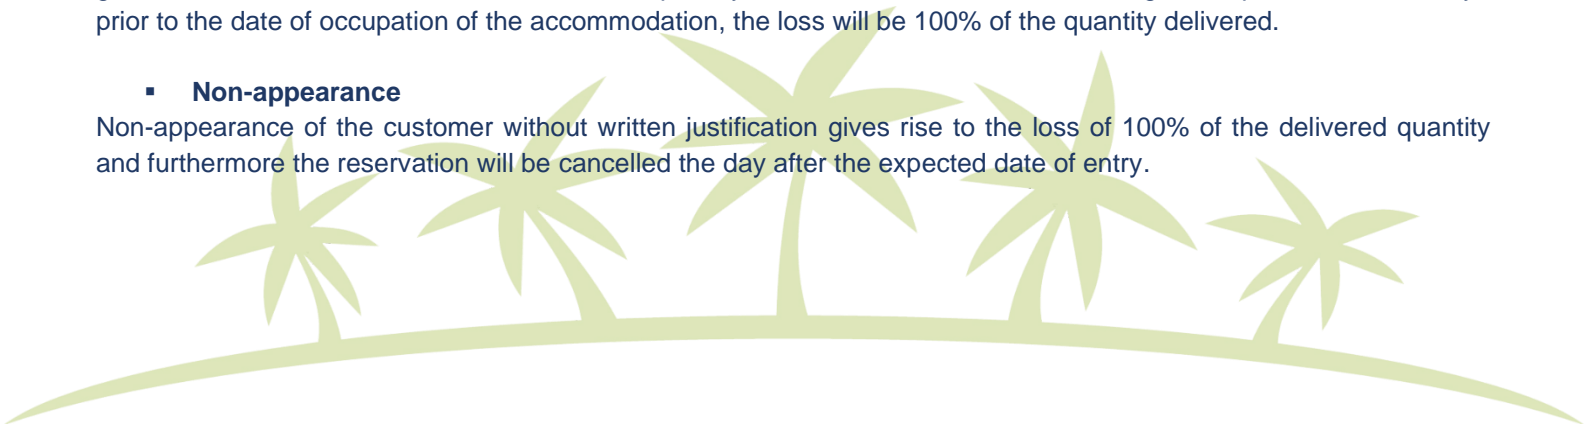 prior to the date of occupation of the accommodation, the loss will be 100% of the quantity delivered.
▪ Non-appearance
Non-appearance of the customer without written justification gives rise to the loss of 100% of the delivered quantity
and furthermore the reservation will be cancelled the day after the expected date of entry.